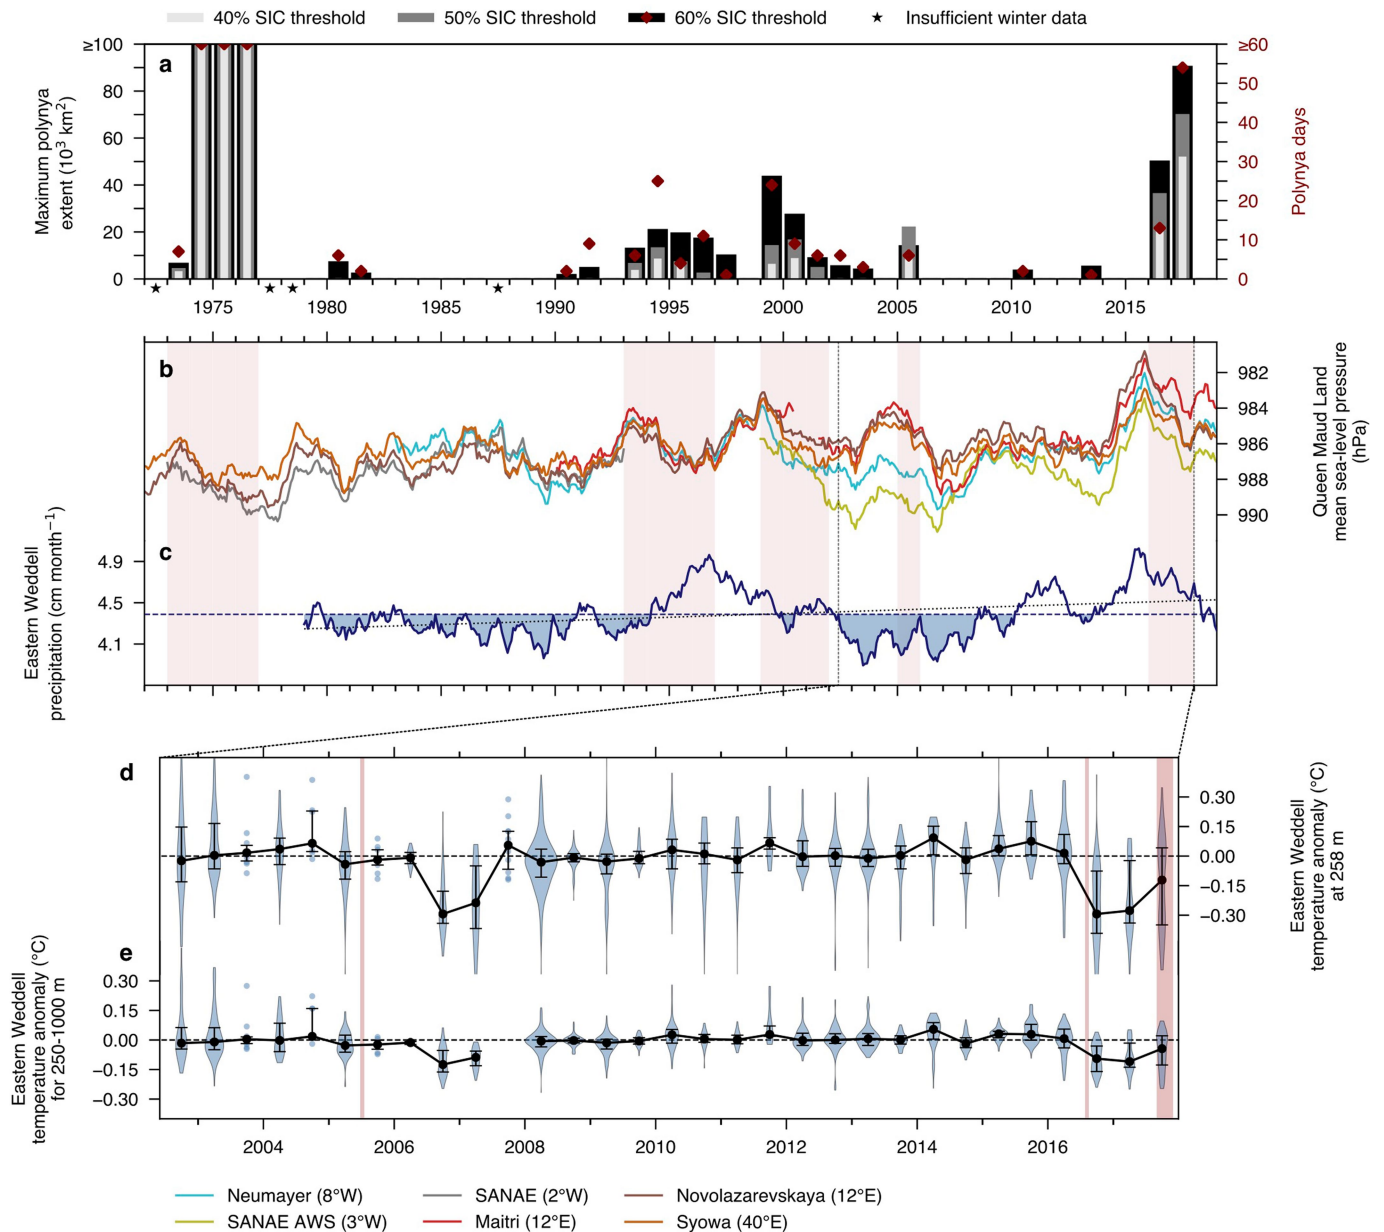 40% SIC threshold 50% SIC threshold 60% SIC threshold ★ Insufficient winter data
a
Maximum polynya
extent (10³ km²)
≥100
80
60
40
20
0
≥60
50
40
30
20
10
0
Polynya days
1975 1980 1985 1990 1995 2000 2005 2010 2015
b
982
984
986
988
990
Queen Maud Land
mean sea-level pressure
(hPa)
c
Eastern Weddell
precipitation (cm month⁻¹)
4.9
4.5
4.1
d
0.30
0.15
0.00
−0.15
−0.30
Eastern Weddell
temperature anomaly (°C)
at 258 m
e
Eastern Weddell
temperature anomaly (°C)
for 250-1000 m
0.30
0.15
0.00
−0.15
−0.30
2004 2006 2008 2010 2012 2014 2016
Neumayer (8°W) SANAE (2°W) Novolazarevskaya (12°E)
SANAE AWS (3°W) Maitri (12°E) Syowa (40°E)